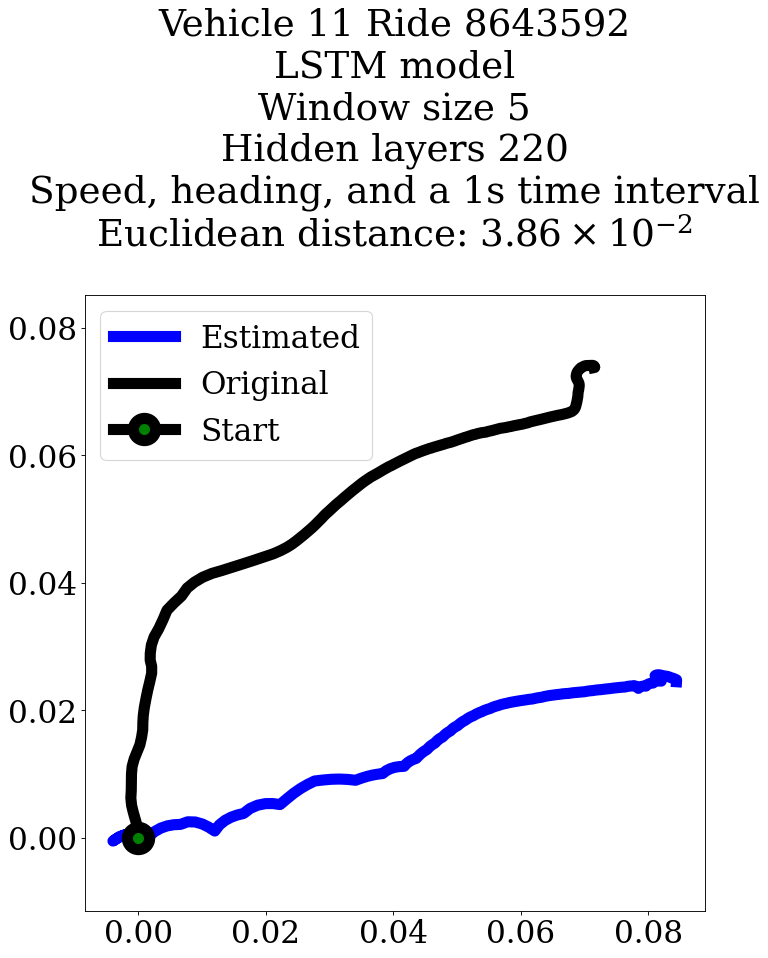 Vehicle 11 Ride 8643592
LSTM model
Window size 5
Hidden layers 220
Speed, heading, and a 1s time interval
Euclidean distance: 3.86 × 10⁻²
Estimated
Original
Start
0.08
0.06
0.04
0.02
0.00
0.00 0.02 0.04 0.06 0.08